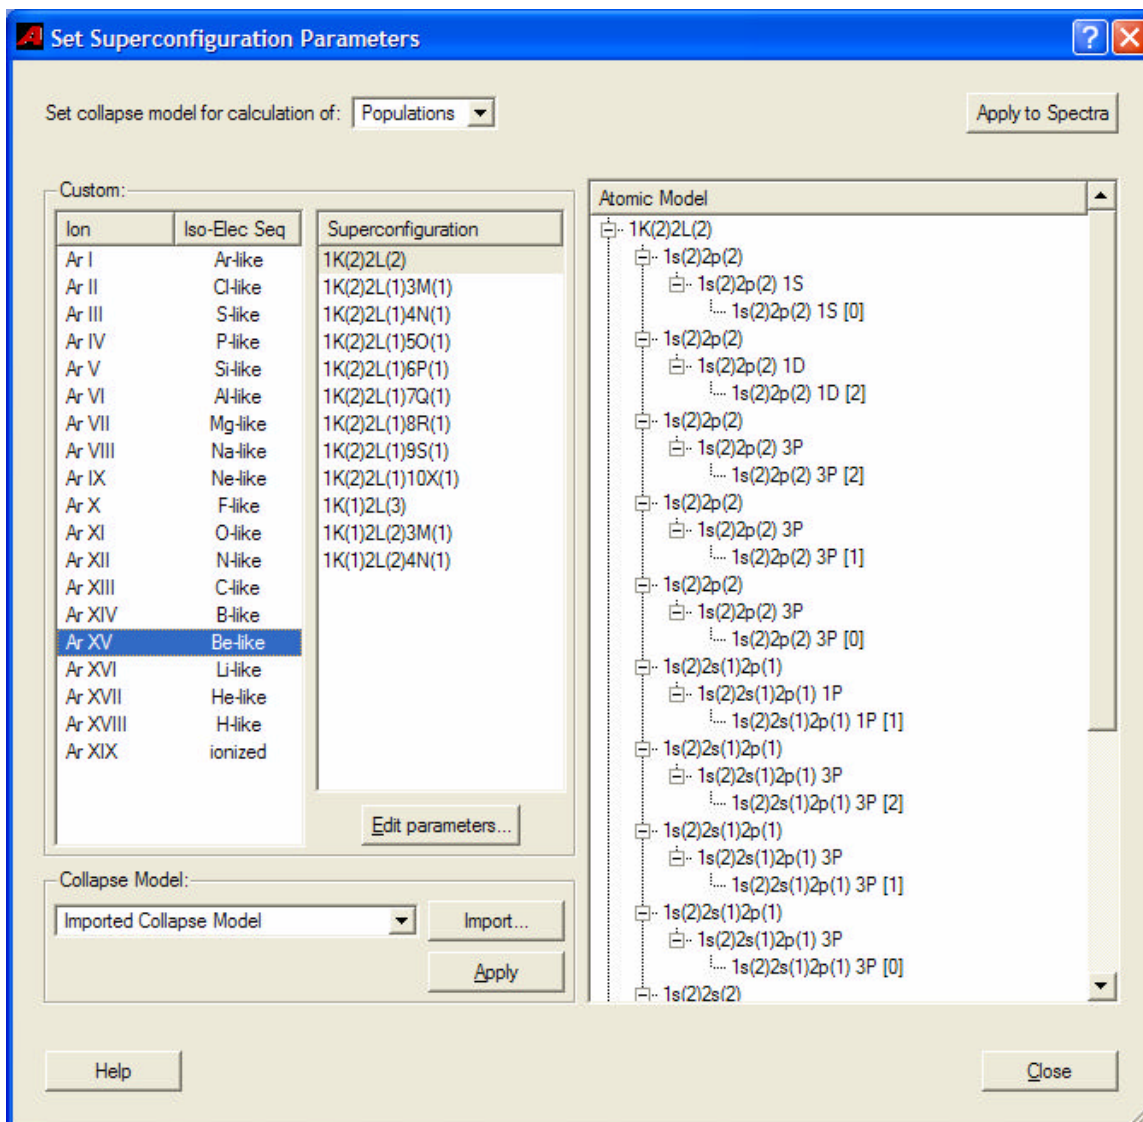 Set Superconfiguration Parameters
Set collapse model for calculation of: Populations
Apply to Spectra
Custom:
Ion Iso-Elec Seq
Ar I Ar-like
Ar II Cl-like
Ar III S-like
Ar IV P-like
Ar V Si-like
Ar VI Al-like
Ar VII Mg-like
Ar VIII Na-like
Ar IX Ne-like
Ar X F-like
Ar XI O-like
Ar XII N-like
Ar XIII C-like
Ar XIV B-like
Ar XV Be-like
Ar XVI Li-like
Ar XVII He-like
Ar XVIII H-like
Ar XIX ionized
Superconfiguration
1K(2)2L(2)
1K(2)2L(1)3M(1)
1K(2)2L(1)4N(1)
1K(2)2L(1)5O(1)
1K(2)2L(1)6P(1)
1K(2)2L(1)7Q(1)
1K(2)2L(1)8R(1)
1K(2)2L(1)9S(1)
1K(2)2L(1)10X(1)
1K(1)2L(3)
1K(1)2L(2)3M(1)
1K(1)2L(2)4N(1)
Edit parameters...
Collapse Model:
Imported Collapse Model
Import...
Apply
Atomic Model
1K(2)2L(2)
1s(2)2p(2)
1s(2)2p(2) 1S
1s(2)2p(2) 1S [0]
1s(2)2p(2)
1s(2)2p(2) 1D
1s(2)2p(2) 1D [2]
1s(2)2p(2)
1s(2)2p(2) 3P
1s(2)2p(2) 3P [2]
1s(2)2p(2)
1s(2)2p(2) 3P
1s(2)2p(2) 3P [1]
1s(2)2p(2)
1s(2)2p(2) 3P
1s(2)2p(2) 3P [0]
1s(2)2s(1)2p(1)
1s(2)2s(1)2p(1) 1P
1s(2)2s(1)2p(1) 1P [1]
1s(2)2s(1)2p(1)
1s(2)2s(1)2p(1) 3P
1s(2)2s(1)2p(1) 3P [2]
1s(2)2s(1)2p(1)
1s(2)2s(1)2p(1) 3P
1s(2)2s(1)2p(1) 3P [1]
1s(2)2s(1)2p(1)
1s(2)2s(1)2p(1) 3P
1s(2)2s(1)2p(1) 3P [0]
1s(2)2s(2)
Help
Close